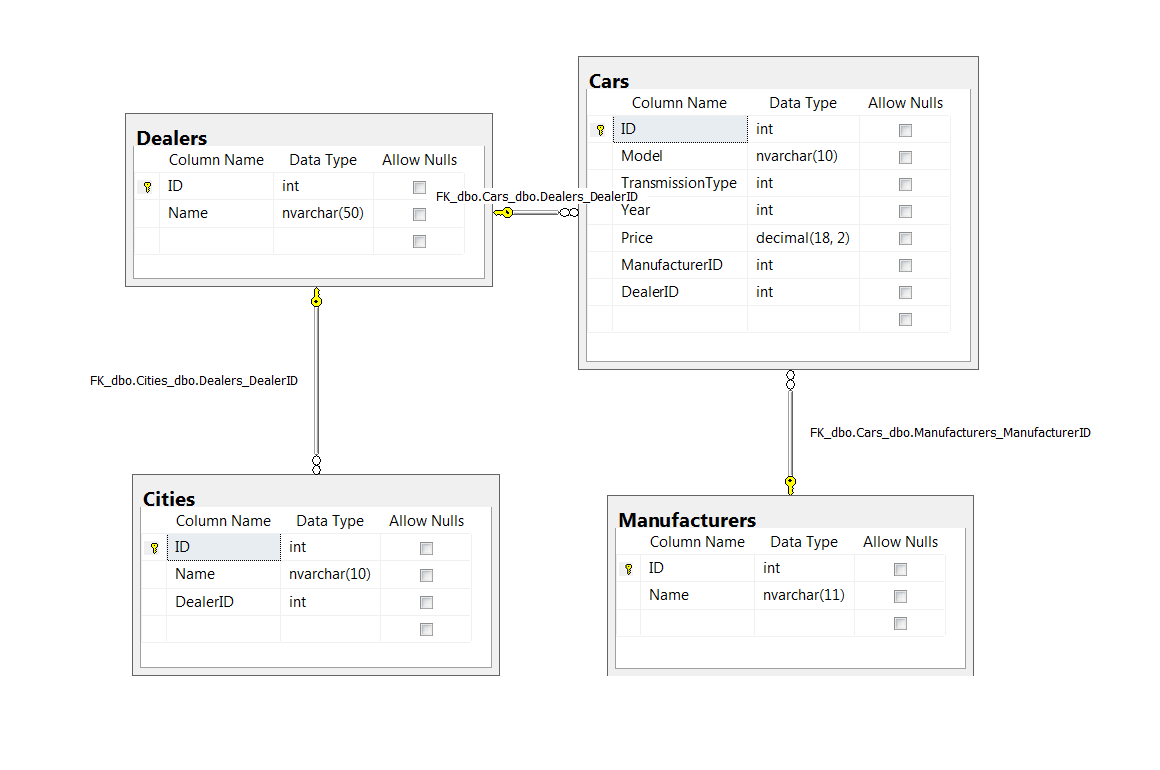 Cars
Column Name Data Type Allow Nulls
ID int
Model nvarchar(10)
TransmissionType int
Year int
Price decimal(18, 2)
ManufacturerID int
DealerID int
Dealers
Column Name Data Type Allow Nulls
ID int
Name nvarchar(50)
FK_dbo.Cars_dbo.Dealers_DealerID
FK_dbo.Cities_dbo.Dealers_DealerID
FK_dbo.Cars_dbo.Manufacturers_ManufacturerID
Cities
Column Name Data Type Allow Nulls
ID int
Name nvarchar(10)
DealerID int
Manufacturers
Column Name Data Type Allow Nulls
ID int
Name nvarchar(11)